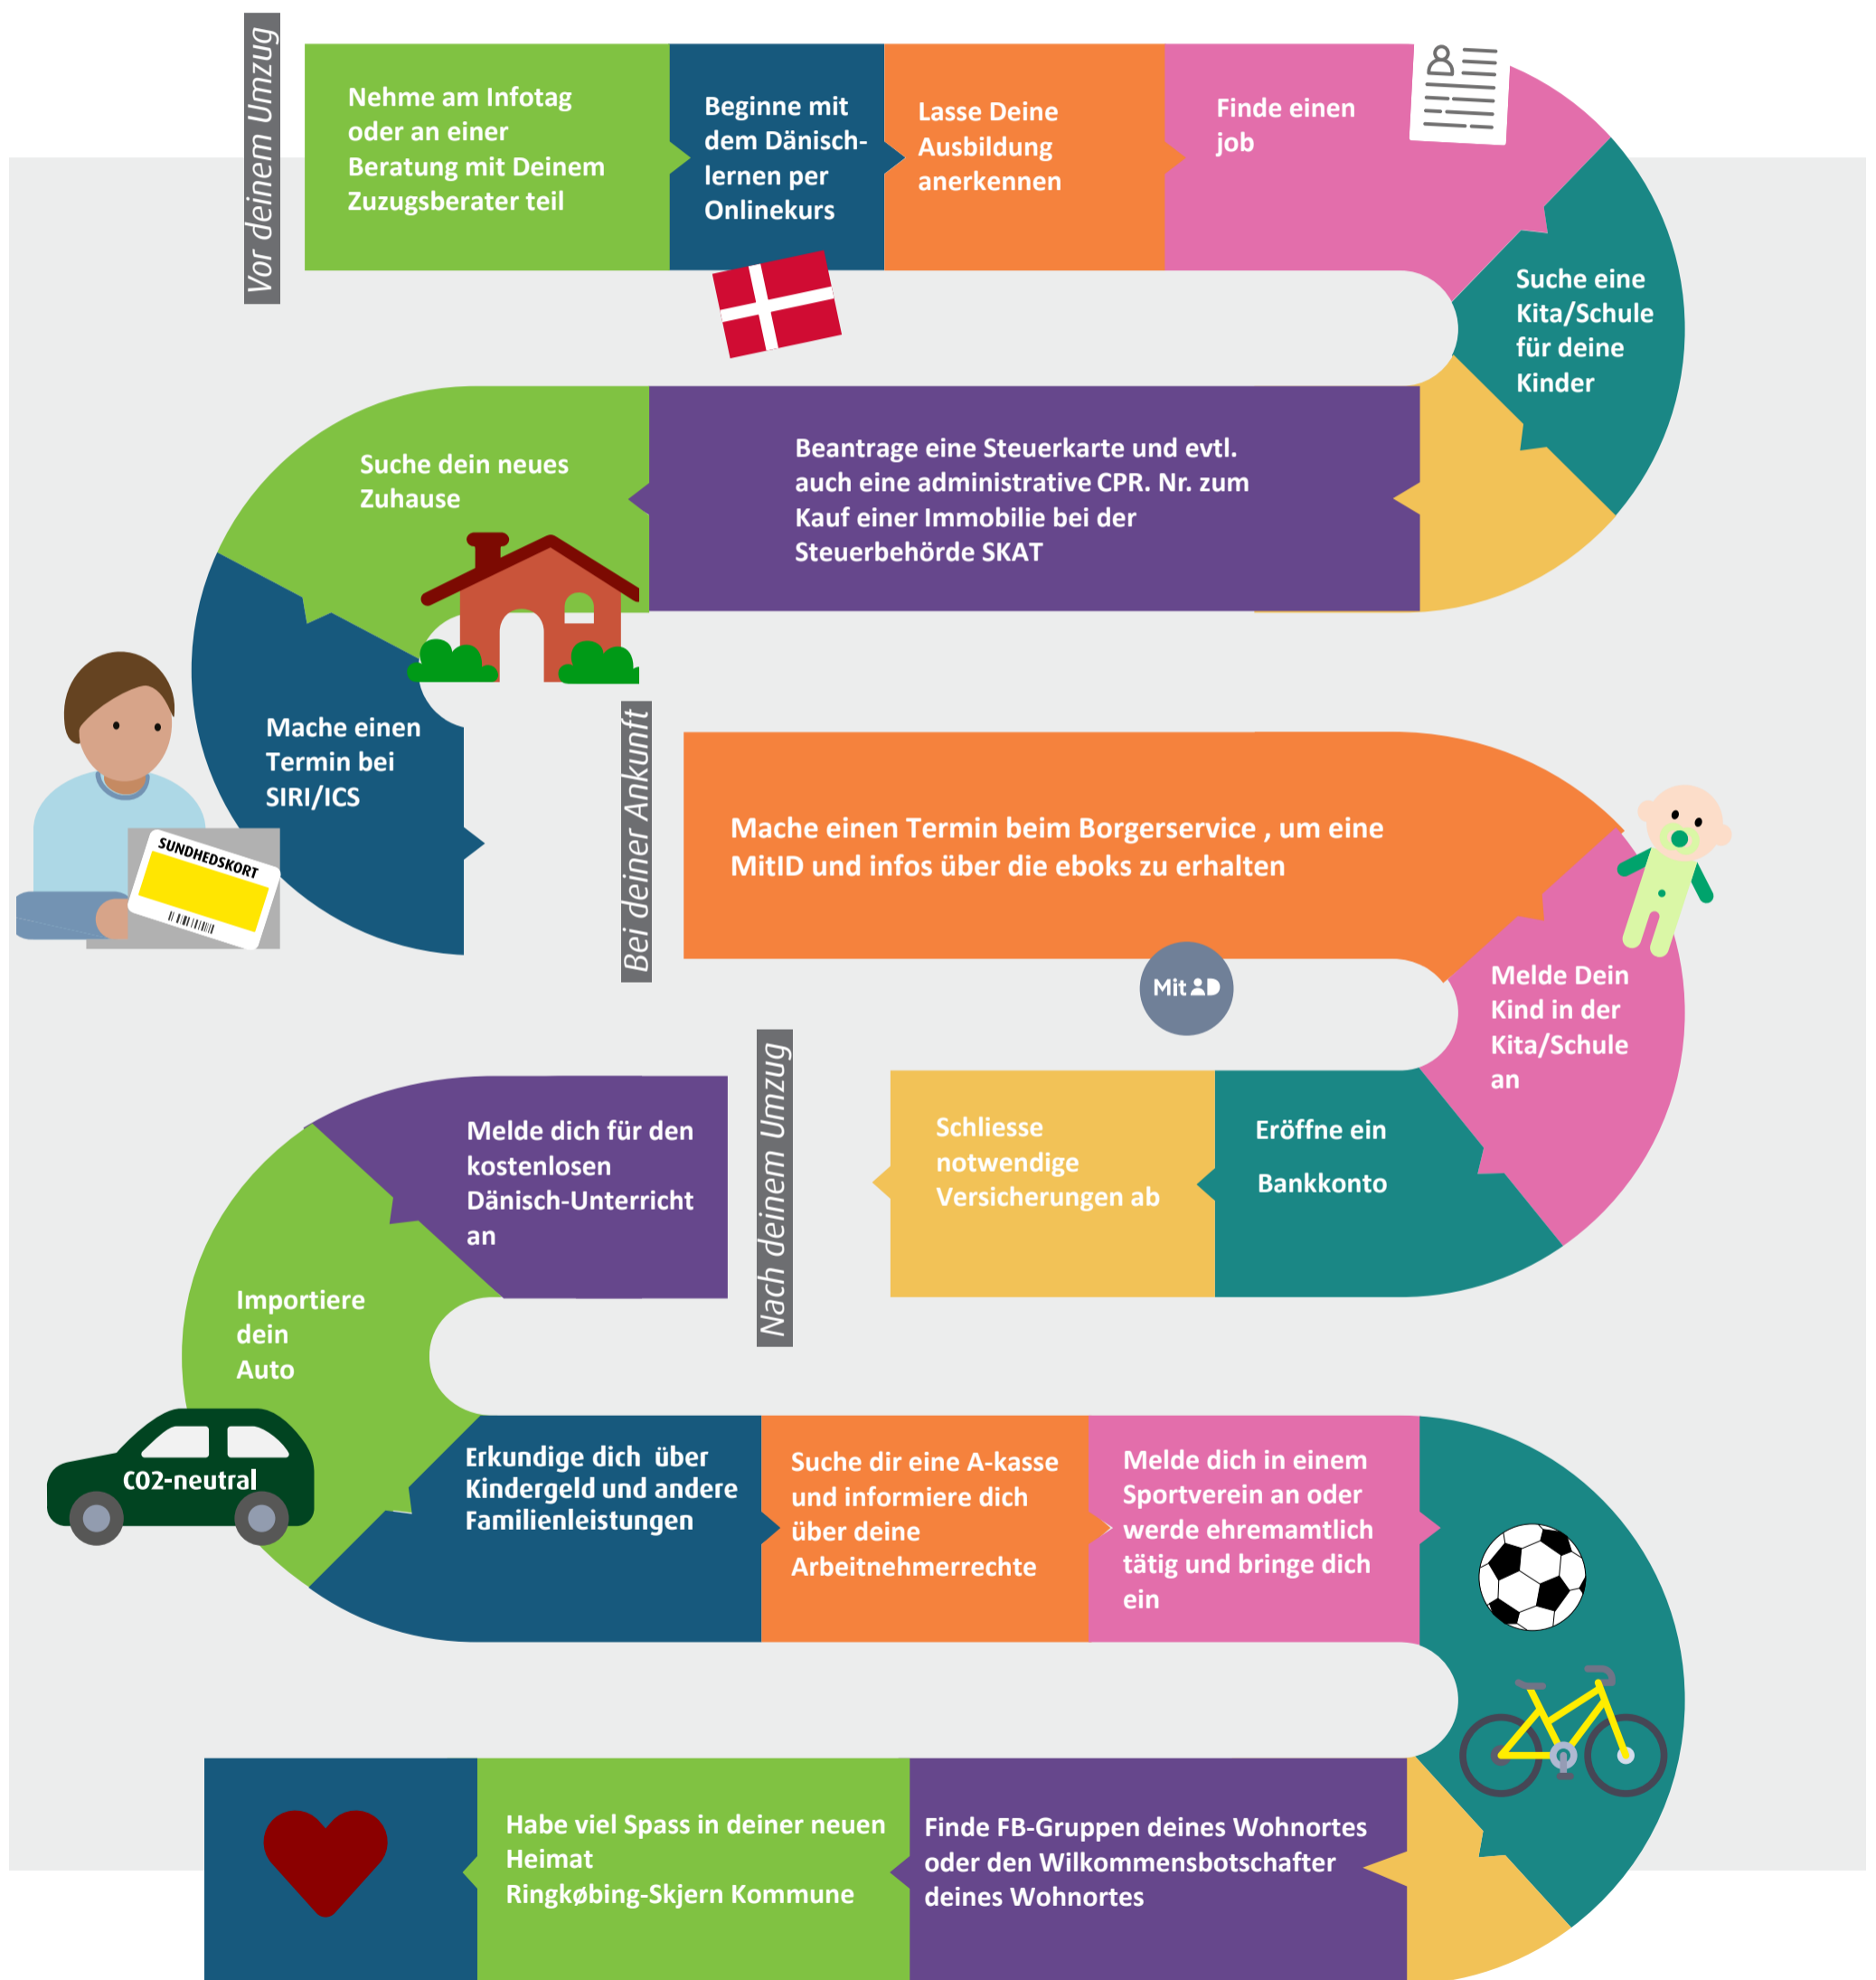 Vor deinem Umzug
Nehme am Infotag
oder an einer
Beratung mit Deinem
Zuzugsberater teil
Beginne mit
dem Dänisch-
lernen per
Onlinekurs
Lasse Deine
Ausbildung
anerkennen
Finde einen
job
Suche eine
Kita/Schule
für deine
Kinder
Beantrage eine Steuerkarte und evtl.
auch eine administrative CPR. Nr. zum
Kauf einer Immobilie bei der
Steuerbehörde SKAT
Suche dein neues
Zuhause
Mache einen
Termin bei
SIRI/ICS
SUNDHEDSKORT
Bei deiner Ankunft
Mache einen Termin beim Borgerservice , um eine
MitID und infos über die eboks zu erhalten
Mit ID
Melde Dein
Kind in der
Kita/Schule
an
Eröffne ein
Bankkonto
Schliesse
notwendige
Versicherungen ab
Nach deinem Umzug
Melde dich für den
kostenlosen
Dänisch-Unterricht
an
Importiere
dein
Auto
CO2-neutral
Erkundige dich über
Kindergeld und andere
Familienleistungen
Suche dir eine A-kasse
und informiere dich
über deine
Arbeitnehmerrechte
Melde dich in einem
Sportverein an oder
werde ehremamtlich
tätig und bringe dich
ein
Finde FB-Gruppen deines Wohnortes
oder den Wilkommensbotschafter
deines Wohnortes
Habe viel Spass in deiner neuen
Heimat
Ringkøbing-Skjern Kommune